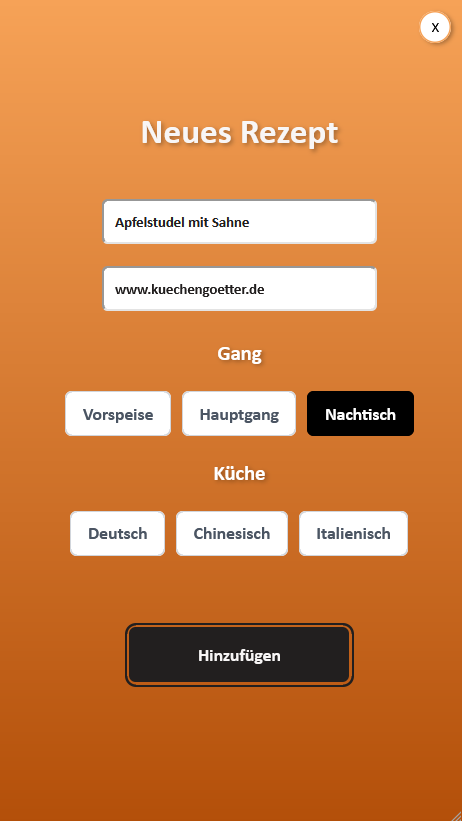 X
Neues Rezept
Apfelstudel mit Sahne
www.kuechengoetter.de
Gang
Vorspeise Hauptgang Nachtisch
Küche
Deutsch Chinesisch Italienisch
Hinzufügen